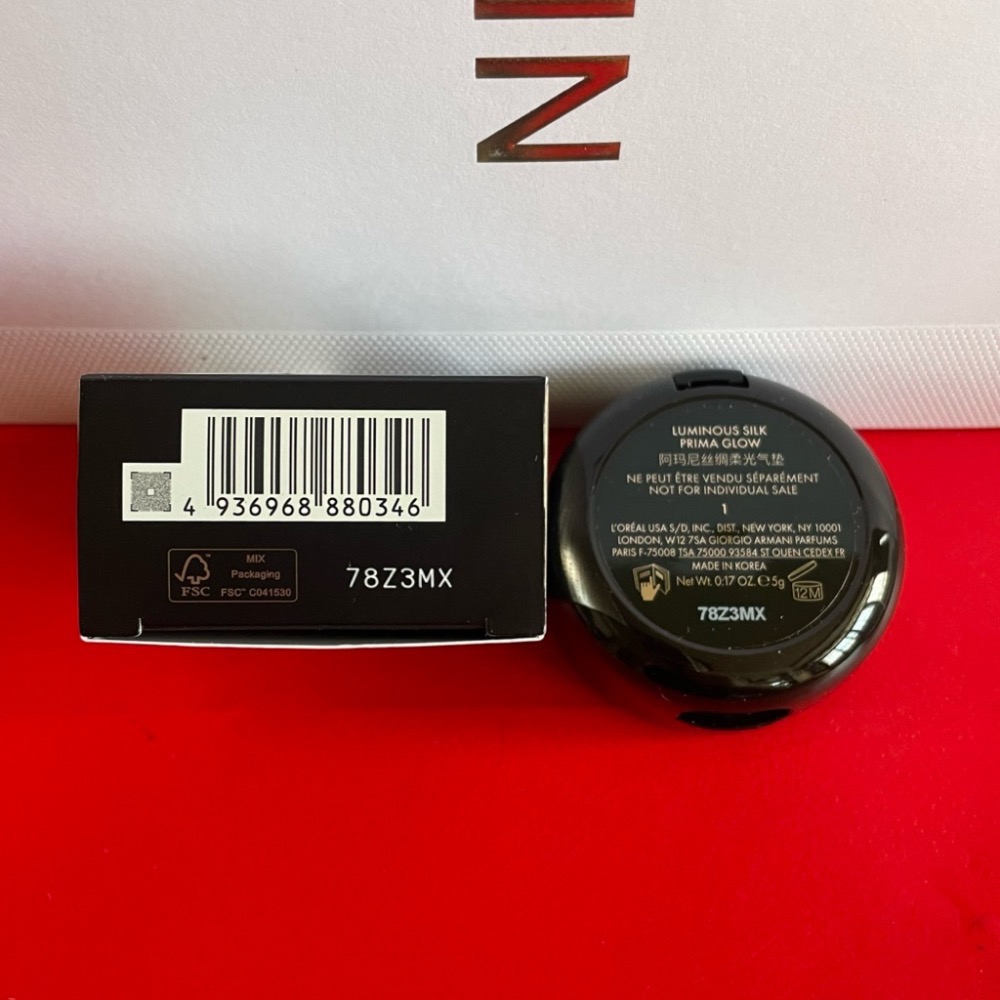 N
4 936968 880346
FSC™
MIX
Packaging
FSC™ C041530
78Z3MX
LUMINOUS SILK
PRIMA GLOW
阿玛尼丝绸柔光气垫
NE PEUT ÊTRE VENDU SÉPARÉMENT
NOT FOR INDIVIDUAL SALE
1
L'ORÉAL USA S/D, INC., DIST., NEW YORK, NY 10001
LONDON, W12 7SA GIORGIO ARMANI PARFUMS
PARIS F-75008 TSA 75000 93584 ST OUEN CEDEX FR
MADE IN KOREA
Net Wt. 0.17 OZ. ℮ 5g
12M
78Z3MX